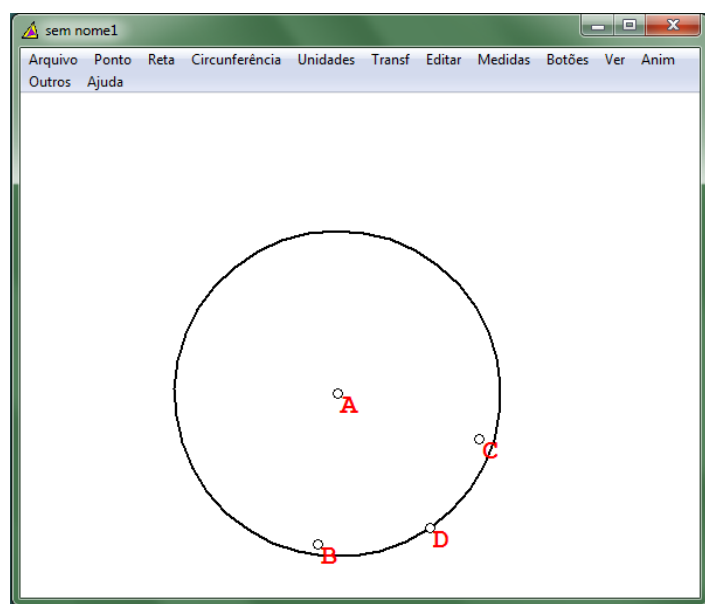 sem nome1
Arquivo Ponto Reta Circunferência Unidades Transf Editar Medidas Botões Ver Anim
Outros Ajuda
A
C
D
B